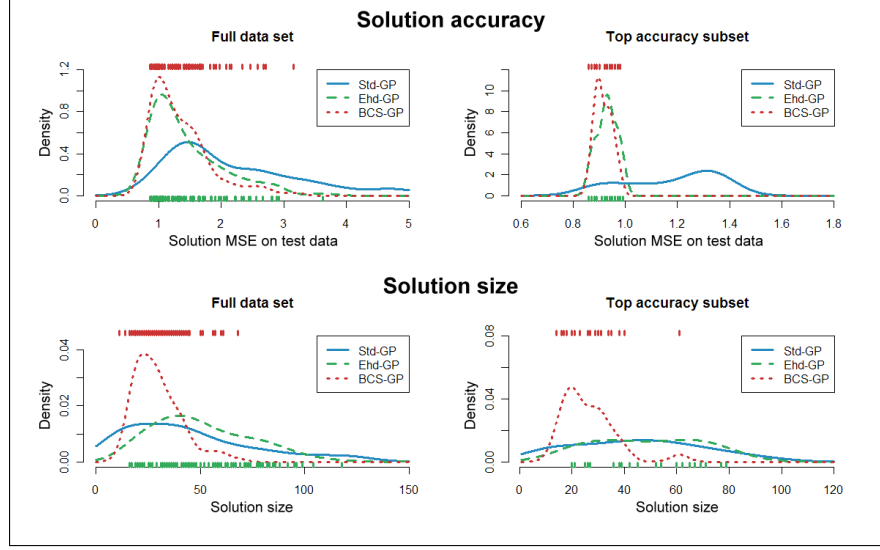 Solution accuracy
Full data set
Density
0.0 0.4 0.8 1.2
Std-GP
Ehd-GP
BCS-GP
0 1 2 3 4 5
Solution MSE on test data
Top accuracy subset
Density
0 2 4 6 8 10
Std-GP
Ehd-GP
BCS-GP
0.6 0.8 1.0 1.2 1.4 1.6 1.8
Solution MSE on test data
Solution size
Full data set
Density
0.00 0.02 0.04
Std-GP
Ehd-GP
BCS-GP
0 50 100 150
Solution size
Top accuracy subset
Density
0.00 0.04 0.08
Std-GP
Ehd-GP
BCS-GP
0 20 40 60 80 100 120
Solution size